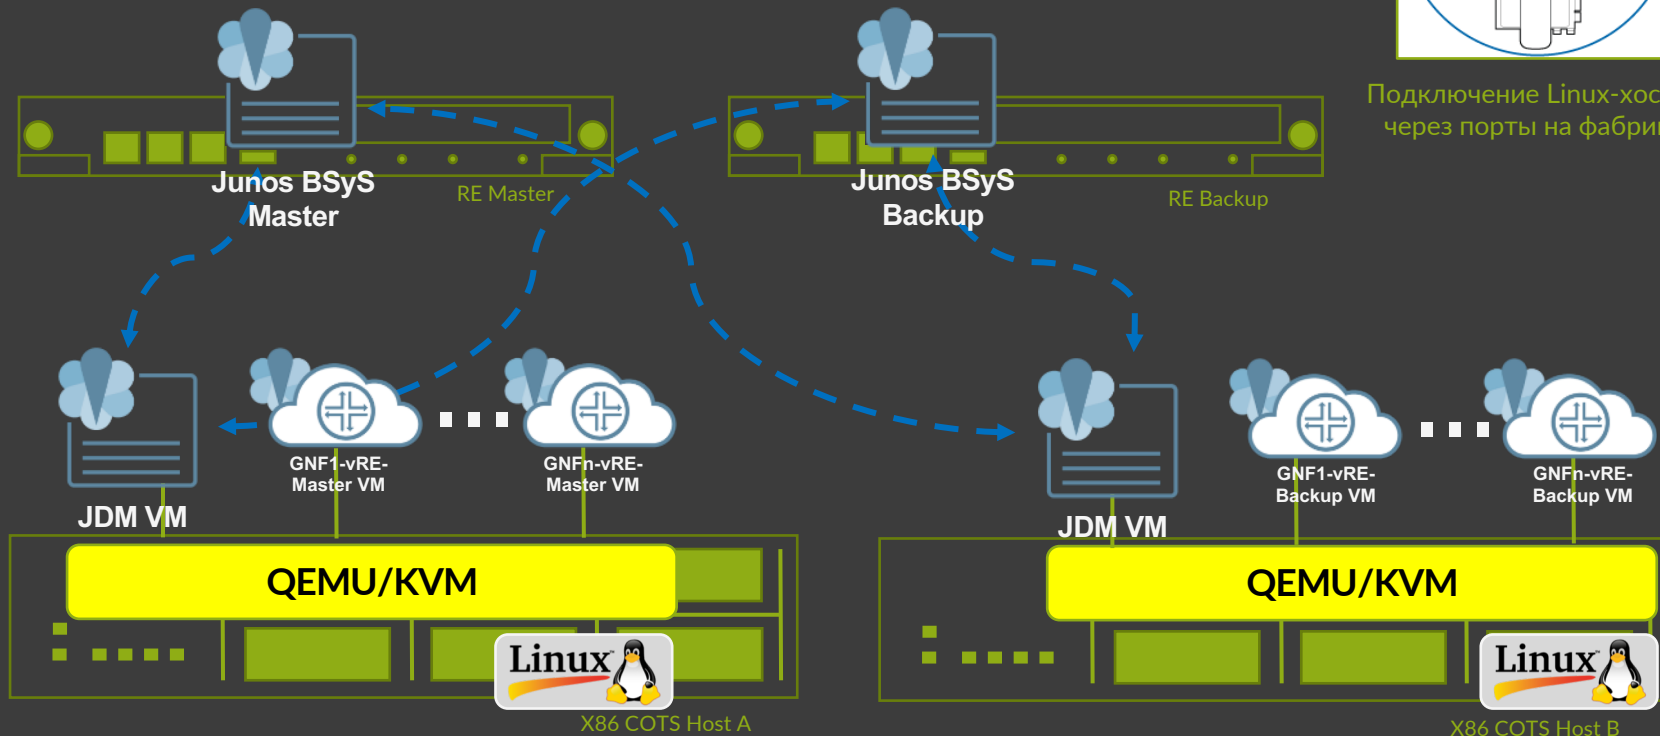 Подключение Linux-хос
через порты на фабри
Junos BSyS
Master
RE Master
Junos BSyS
Backup
RE Backup
GNF1-vRE-
Master VM
GNFn-vRE-
Master VM
JDM VM
GNF1-vRE-
Backup VM
GNFn-vRE-
Backup VM
JDM VM
QEMU/KVM
QEMU/KVM
Linux
Linux
X86 COTS Host A
X86 COTS Host B